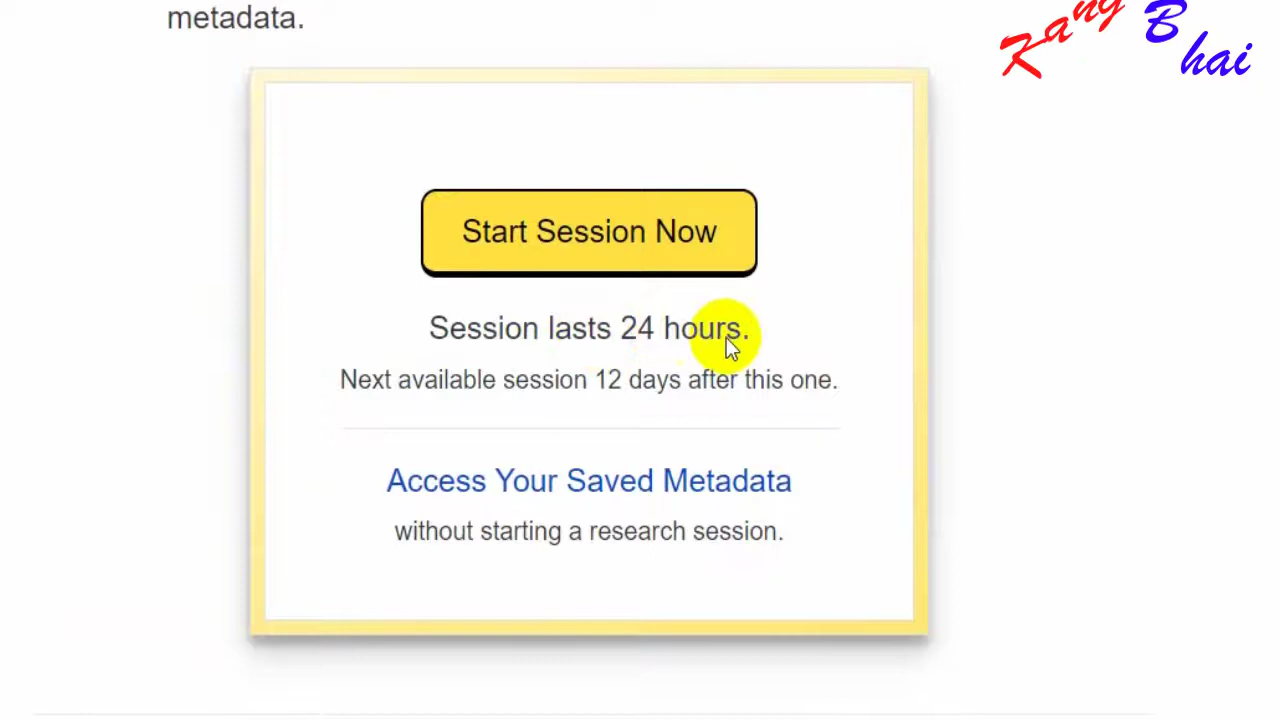 metadata.
Kang Bhai
Start Session Now
Session lasts 24 hours.
Next available session 12 days after this one.
Access Your Saved Metadata
without starting a research session.